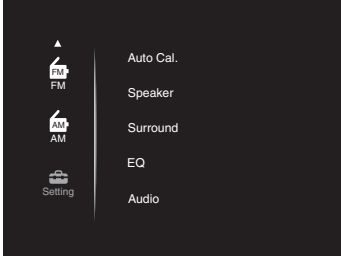 FM
FM
AM
AM
Setting
Auto Cal.
Speaker
Surround
EQ
Audio